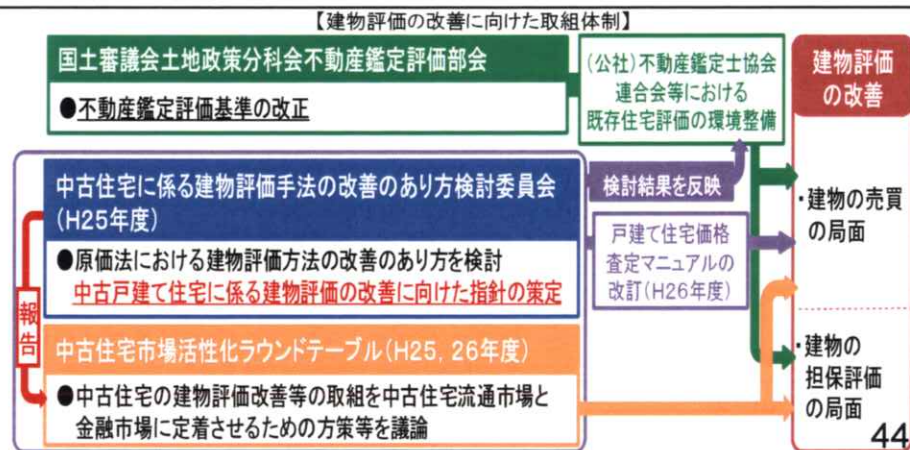 【建物評価の改善に向けた取組体制】
国土審議会土地政策分科会不動産鑑定評価部会
●不動産鑑定評価基準の改正
(公社)不動産鑑定士協会
連合会等における
既存住宅評価の環境整備
建物評価
の改善
中古住宅に係る建物評価手法の改善のあり方検討委員会
(H25年度)
●原価法における建物評価方法の改善のあり方を検討
中古戸建て住宅に係る建物評価の改善に向けた指針の策定
検討結果を反映
戸建て住宅価格
査定マニュアルの
改訂(H26年度)
・建物の売買
の局面
報告
中古住宅市場活性化ラウンドテーブル(H25, 26年度)
●中古住宅の建物評価改善等の取組を中古住宅流通市場と
金融市場に定着させるための方策等を議論
・建物の
担保評価
の局面
44